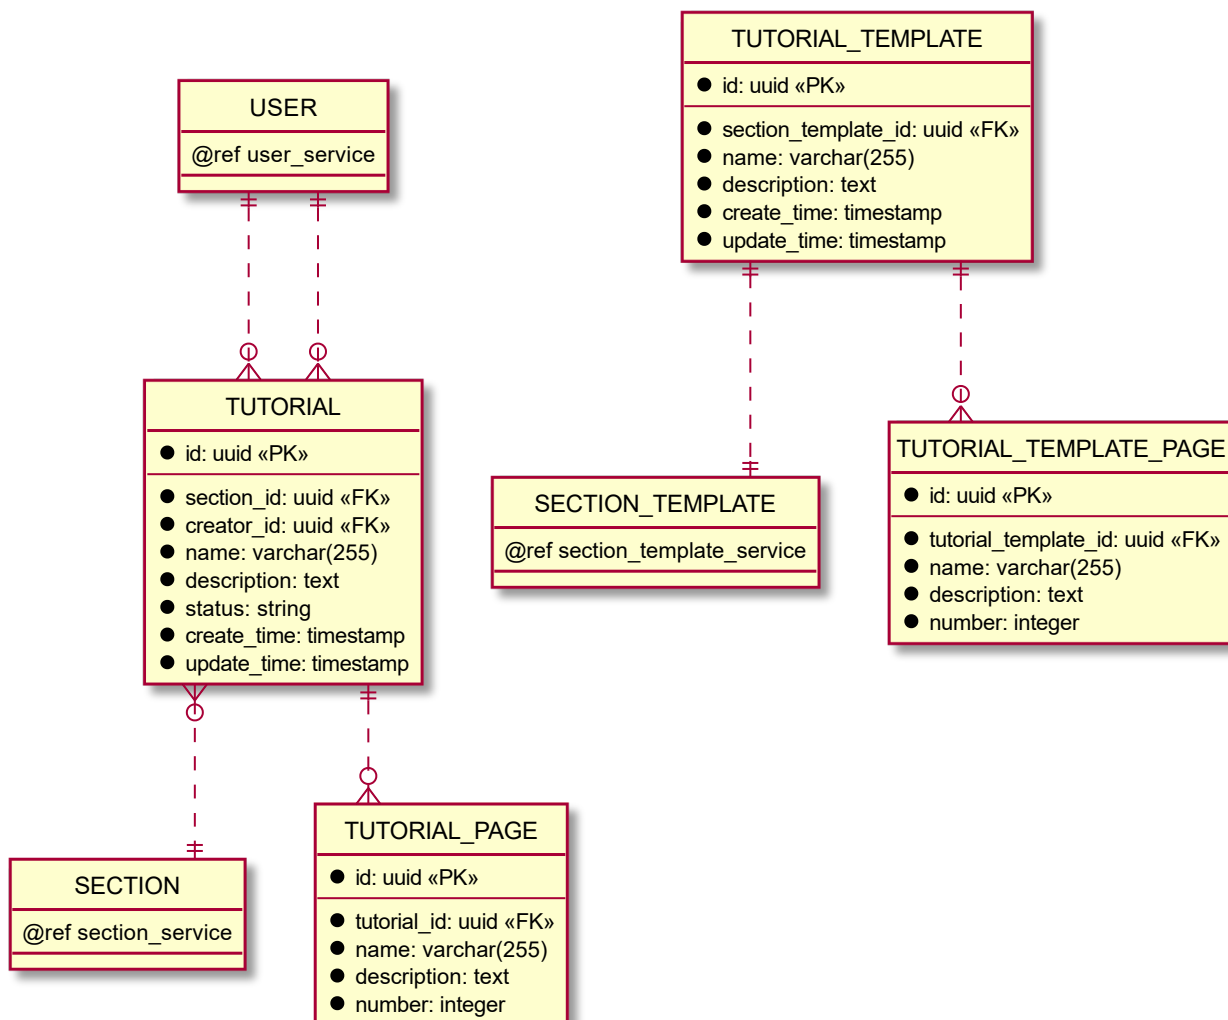 USER
@ref user_service
TUTORIAL_TEMPLATE
id: uuid «PK»
section_template_id: uuid «FK»
name: varchar(255)
description: text
create_time: timestamp
update_time: timestamp
TUTORIAL
id: uuid «PK»
section_id: uuid «FK»
creator_id: uuid «FK»
name: varchar(255)
description: text
status: string
create_time: timestamp
update_time: timestamp
SECTION_TEMPLATE
@ref section_template_service
TUTORIAL_TEMPLATE_PAGE
id: uuid «PK»
tutorial_template_id: uuid «FK»
name: varchar(255)
description: text
number: integer
SECTION
@ref section_service
TUTORIAL_PAGE
id: uuid «PK»
tutorial_id: uuid «FK»
name: varchar(255)
description: text
number: integer